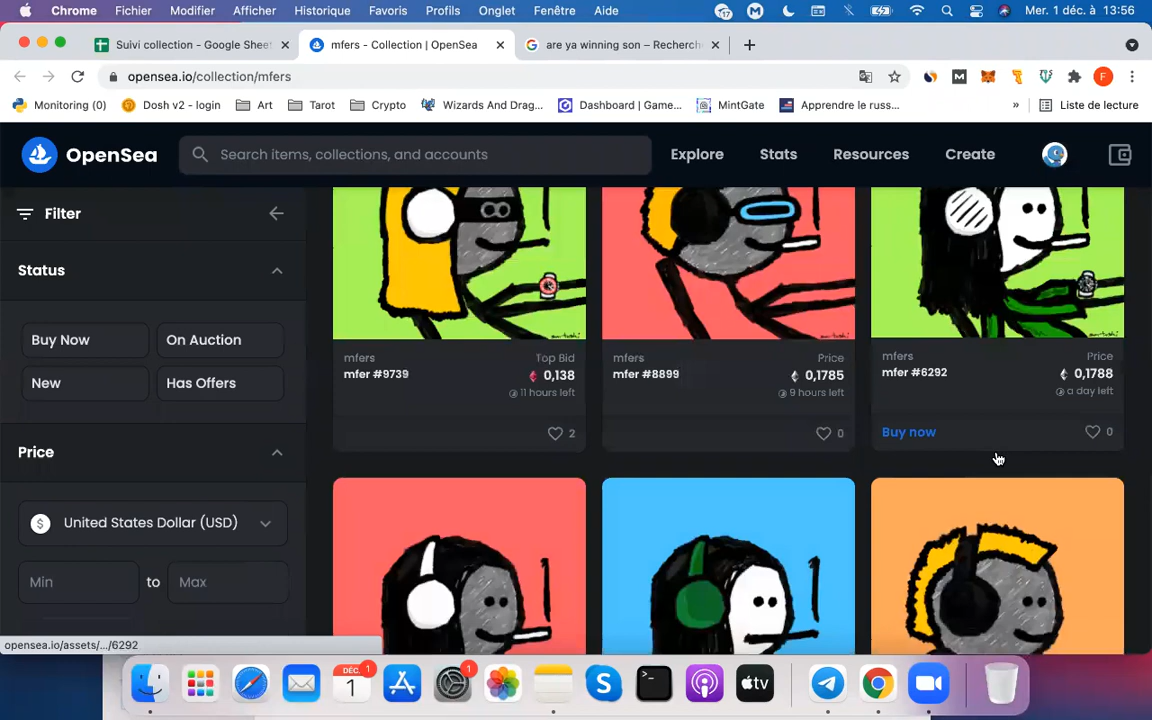 Chrome Fichier Modifier Afficher Historique Favoris Profils Onglet Fenêtre Aide 17 Mer. 1 déc. à 13:56
Suivi collection - Google Sheet mfers - Collection | OpenSea are ya winning son – Recherch
opensea.io/collection/mfers
Monitoring (0) Dosh v2 - login Art Tarot Crypto Wizards And Drag... Dashboard | Game... MintGate Apprendre le russ... » Liste de lecture
OpenSea Search items, collections, and accounts Explore Stats Resources Create
Filter
Status
Buy Now On Auction
New Has Offers
Price
United States Dollar (USD)
Min to Max
mfers Top Bid
mfer #9739 0,138
11 hours left
2
mfers Price
mfer #8899 0,1785
9 hours left
0
mfers Price
mfer #6292 0,1788
a day left
Buy now 0
opensea.io/assets/.../6292
DÉC. 1
1
1
tv